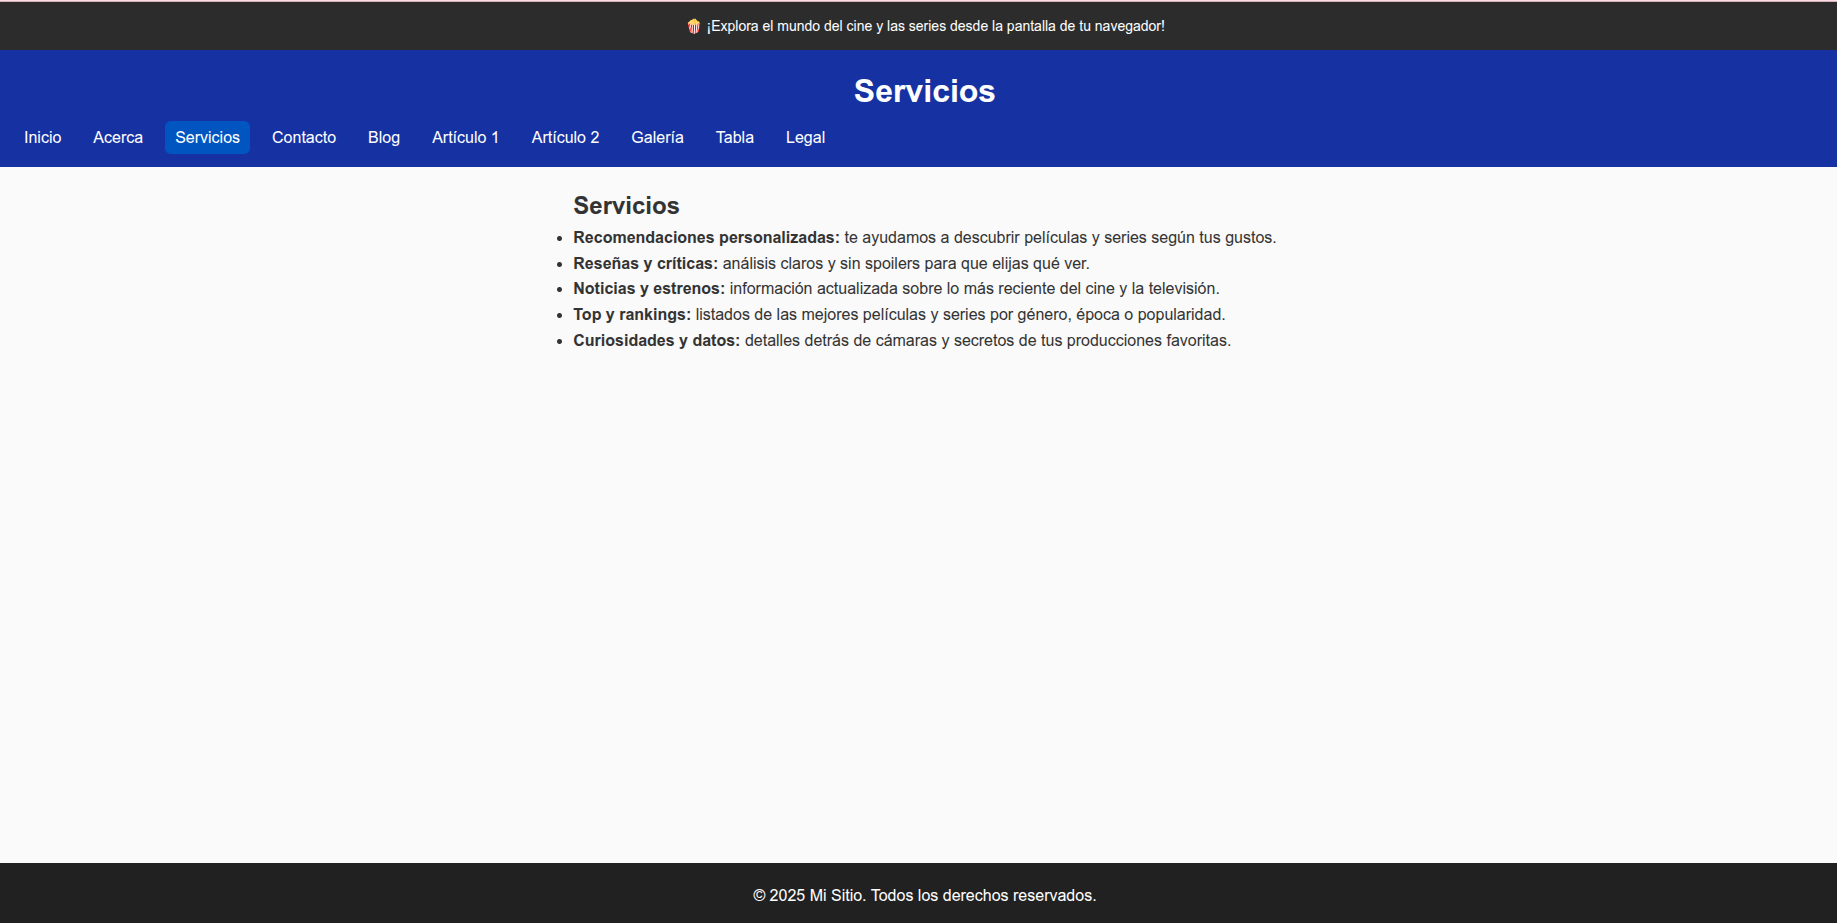 🍿 ¡Explora el mundo del cine y las series desde la pantalla de tu navegador!
Servicios
Inicio Acerca Servicios Contacto Blog Artículo 1 Artículo 2 Galería Tabla Legal
Servicios
• Recomendaciones personalizadas: te ayudamos a descubrir películas y series según tus gustos.
• Reseñas y críticas: análisis claros y sin spoilers para que elijas qué ver.
• Noticias y estrenos: información actualizada sobre lo más reciente del cine y la televisión.
• Top y rankings: listados de las mejores películas y series por género, época o popularidad.
• Curiosidades y datos: detalles detrás de cámaras y secretos de tus producciones favoritas.
© 2025 Mi Sitio. Todos los derechos reservados.